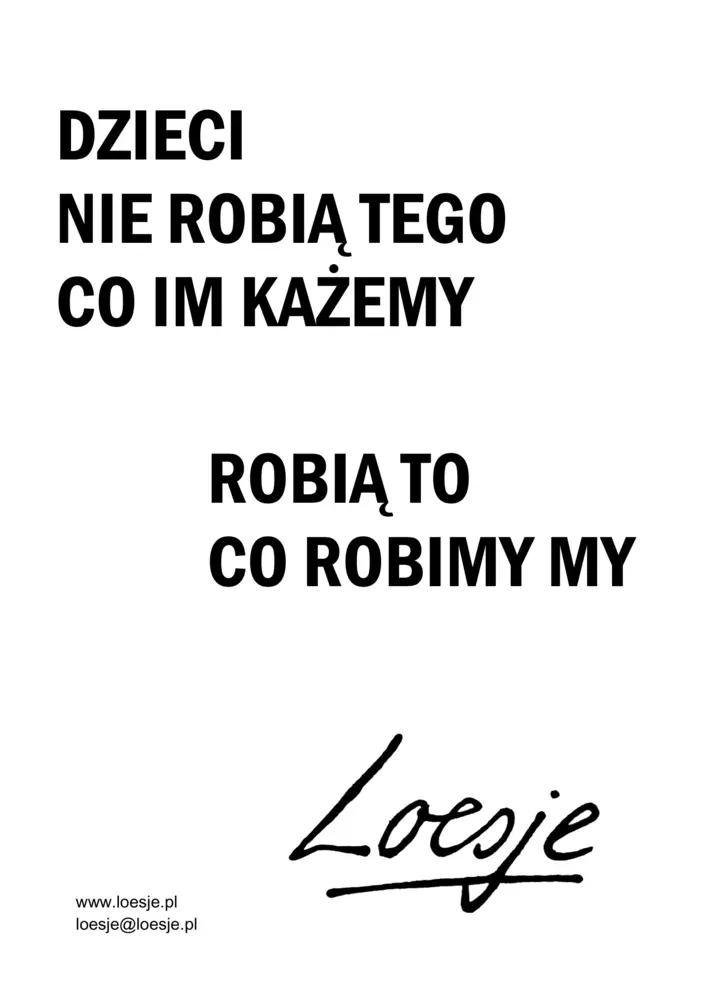 DZIECI
NIE ROBIĄ TEGO
CO IM KAŻEMY
ROBIĄ TO
CO ROBIMY MY
Loesje
www.loesje.pl
loesje@loesje.pl